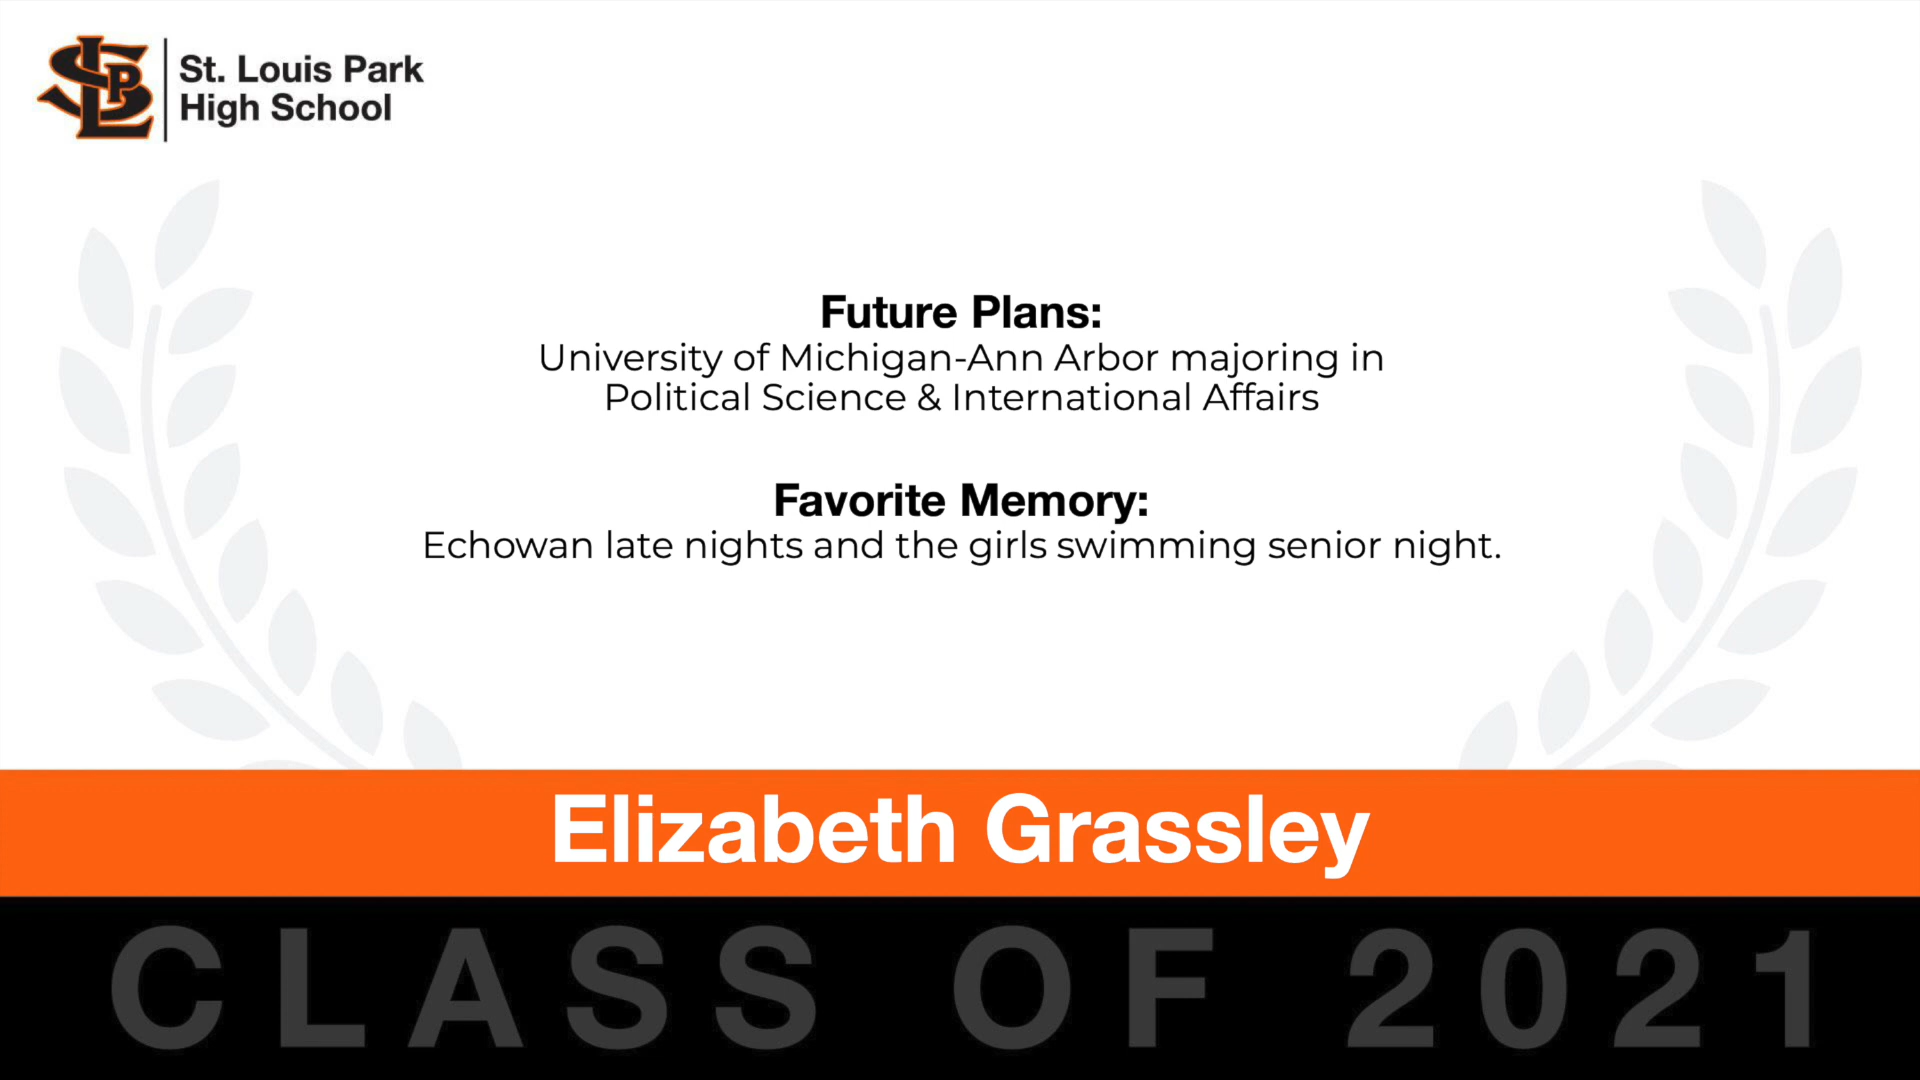 SLP
St. Louis Park
High School
Future Plans:
University of Michigan-Ann Arbor majoring in
Political Science & International Affairs
Favorite Memory:
Echowan late nights and the girls swimming senior night.
Elizabeth Grassley
CLASS OF 2021